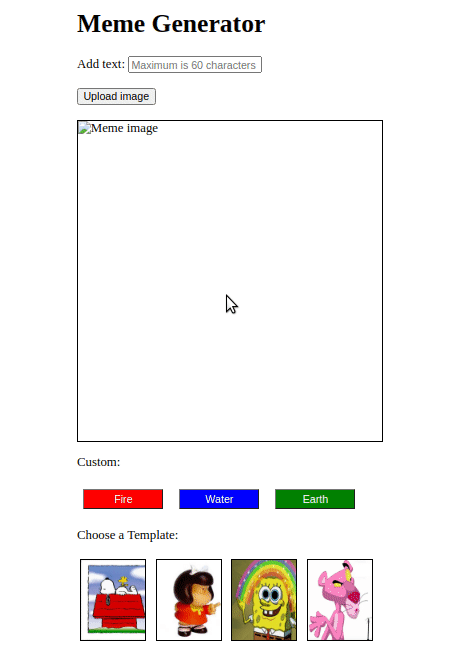 Meme Generator
Add text: Maximum is 60 characters
Upload image
Meme image
Custom:
Fire Water Earth
Choose a Template: